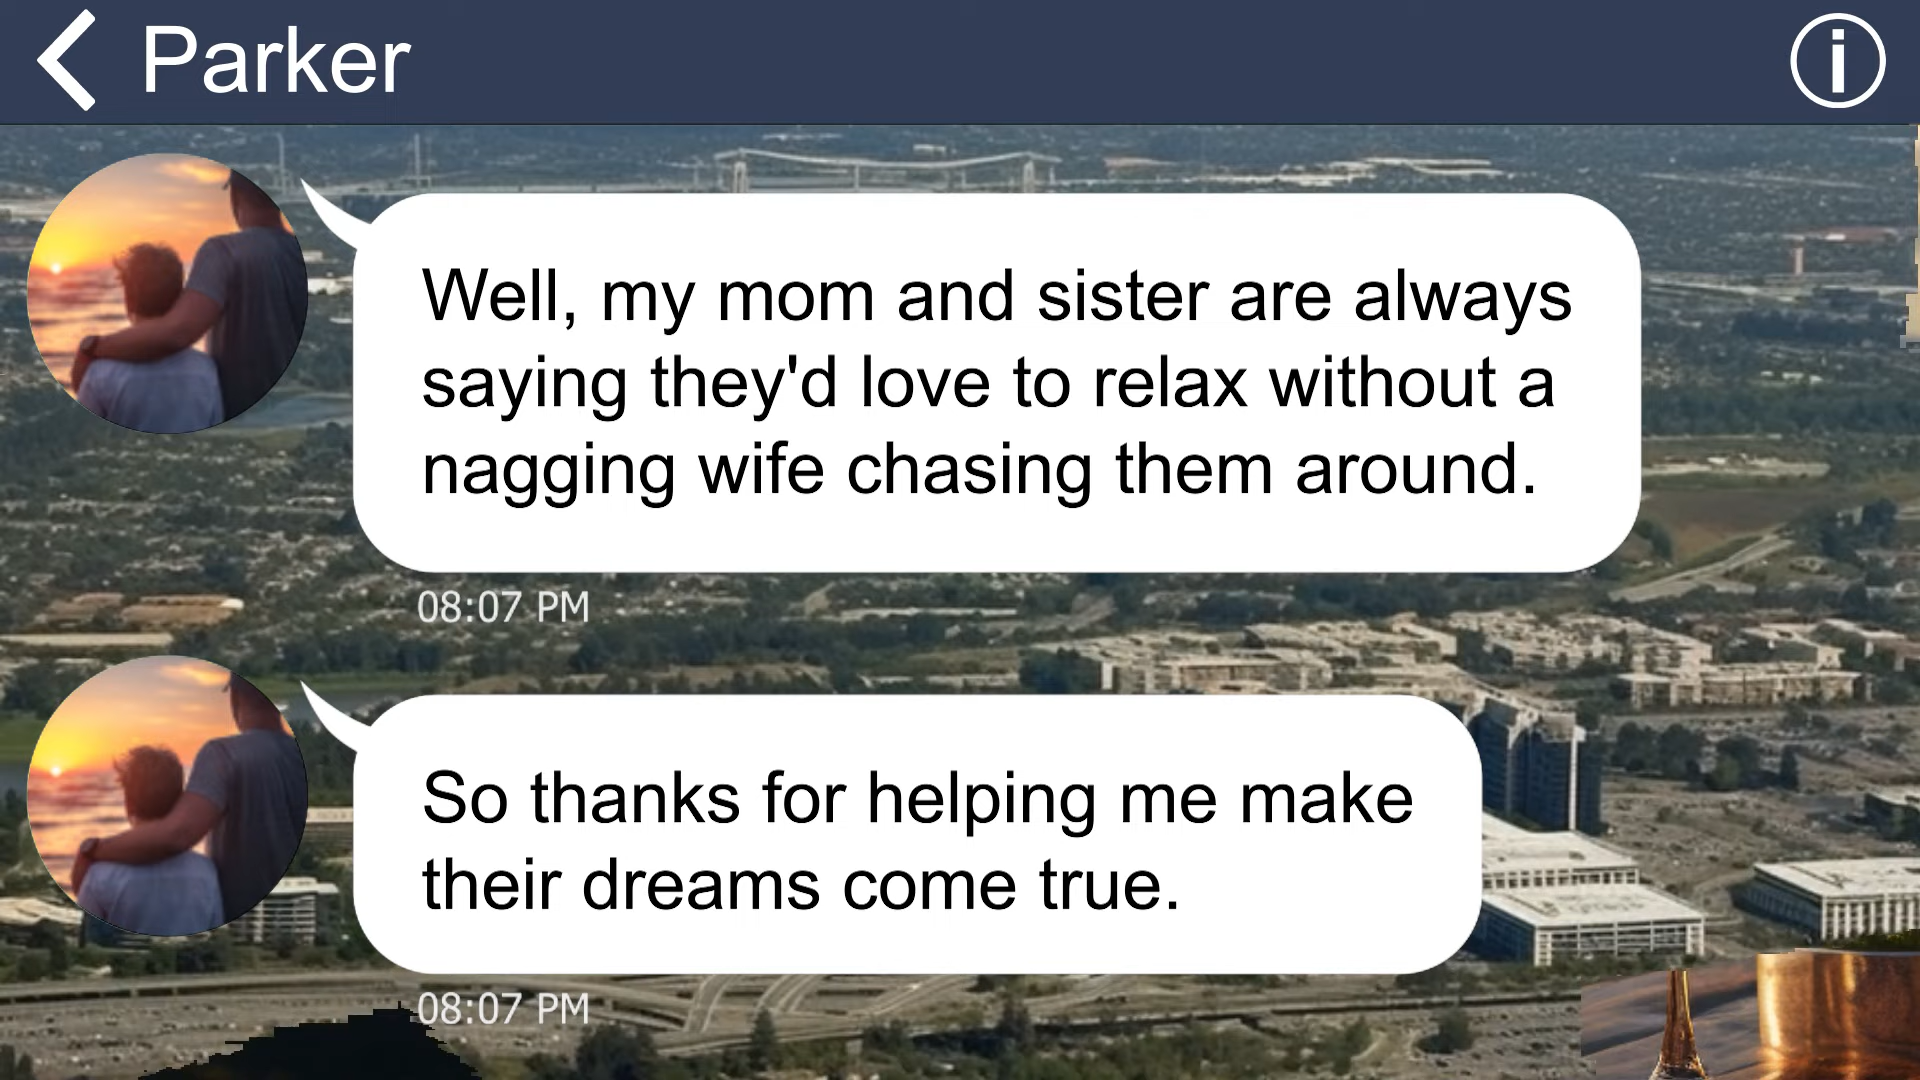 Parker
Well, my mom and sister are always
saying they'd love to relax without a
nagging wife chasing them around.
08:07 PM
So thanks for helping me make
their dreams come true.
08:07 PM